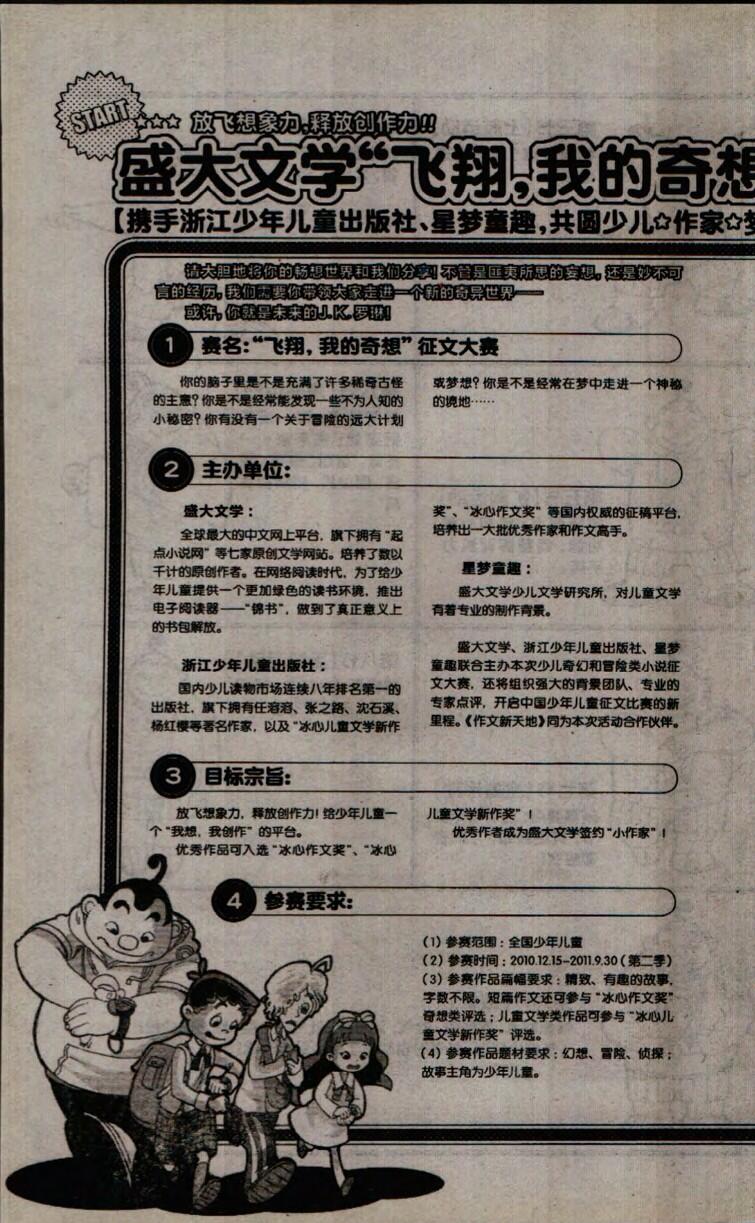 START
放飞想象力,释放创作力!!
盛大文学“飞翔,我的奇想
【携手浙江少年儿童出版社、星梦童趣,共圆少儿☆作家☆梦
请大胆地将你的畅想世界和我们分享!不管是匪夷所思的妄想,还是妙不可
言的经历,我们需要你带领大家走进一个新的奇异世界——
或许,你就是未来的J.K.罗琳!
1 赛名:“飞翔,我的奇想”征文大赛
你的脑子里是不是充满了许多稀奇古怪
的主意?你是不是经常能发现一些不为人知的
小秘密?你有没有一个关于冒险的远大计划
或梦想?你是不是经常在梦中走进一个神秘
的境地……
2 主办单位:
盛大文学:
全球最大的中文网上平台,旗下拥有“起
点小说网”等七家原创文学网站。培养了数以
千计的原创作者。在网络阅读时代,为了给少
年儿童提供一个更加绿色的读书环境,推出
电子阅读器——“锦书”,做到了真正意义上
的书包解放。
浙江少年儿童出版社:
国内少儿读物市场连续八年排名第一的
出版社,旗下拥有任溶溶、张之路、沈石溪、
杨红樱等著名作家,以及“冰心儿童文学新作
奖”、“冰心作文奖”等国内权威的征稿平台,
培养出一大批优秀作家和作文高手。
星梦童趣:
盛大文学少儿文学研究所,对儿童文学
有着专业的制作背景。
盛大文学、浙江少年儿童出版社、星梦
童趣联合主办本次少儿奇幻和冒险类小说征
文大赛,还将组织强大的背景团队、专业的
专家点评,开启中国少年儿童征文比赛的新
里程。《作文新天地》同为本次活动合作伙伴。
3 目标宗旨:
放飞想象力,释放创作力!给少年儿童一
个“我想,我创作”的平台。
优秀作品可入选“冰心作文奖”、“冰心
儿童文学新作奖”!
优秀作者成为盛大文学签约“小作家”!
4 参赛要求:
(1)参赛范围:全国少年儿童
(2)参赛时间:2010.12.15-2011.9.30(第二季)
(3)参赛作品篇幅要求:精致、有趣的故事,
字数不限。短篇作文还可参与“冰心作文奖”
奇想类评选;儿童文学类作品可参与“冰心儿
童文学新作奖”评选。
(4)参赛作品题材要求:幻想、冒险、侦探;
故事主角为少年儿童。